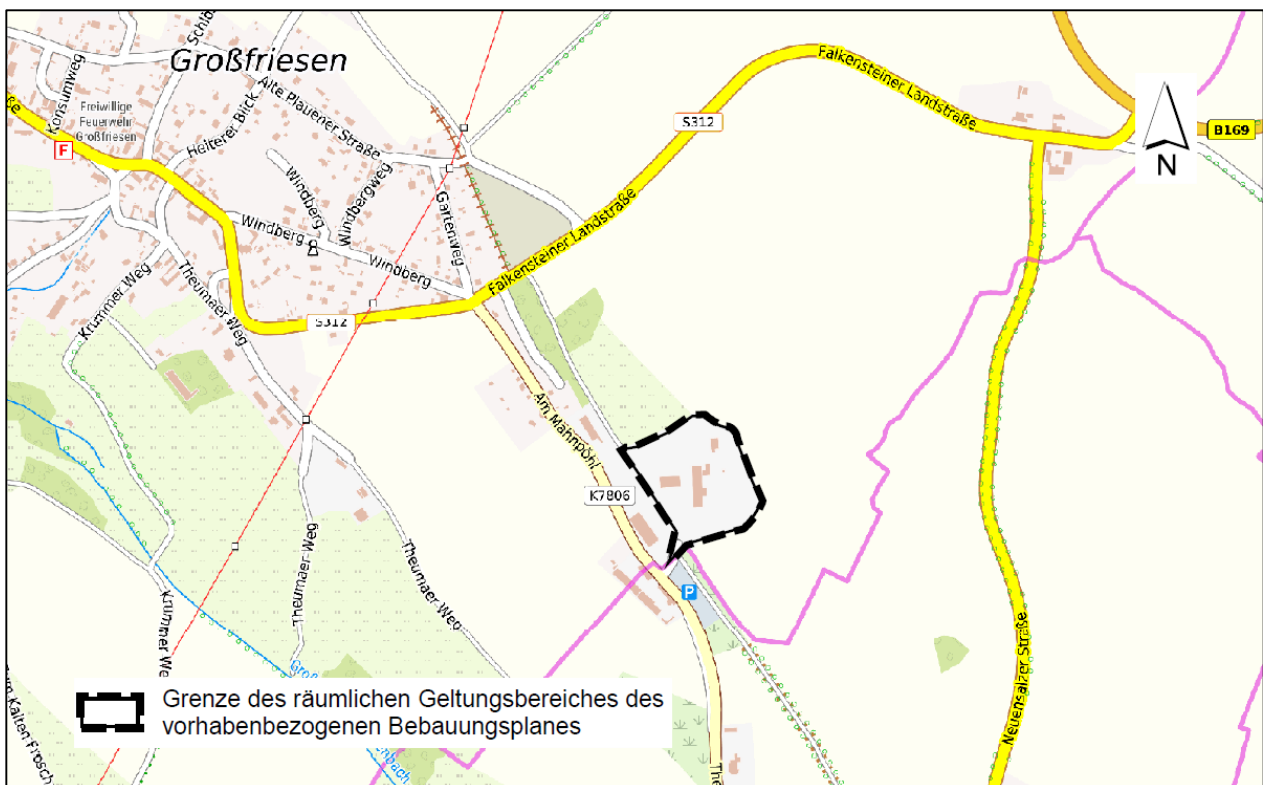 Großfriesen
Schloß
Konsumweg
Freiwillige
Feuerwehr
Großfriesen
F
Heiterer Blick
Alte Plauener Straße
Windberg
Windbergweg
Windberg
Windberg
Gartenweg
Falkensteiner Landstraße
S312
Falkensteiner Landstraße
B169
N
Krummer Weg
Theumaer Weg
S312
Am Mahnpöhl
K7806
P
Theumaer Weg
Theumaer Weg
Krummer We
Neuensalzer Straße
Grenze des räumlichen Geltungsbereiches des
vorhabenbezogenen Bebauungsplanes